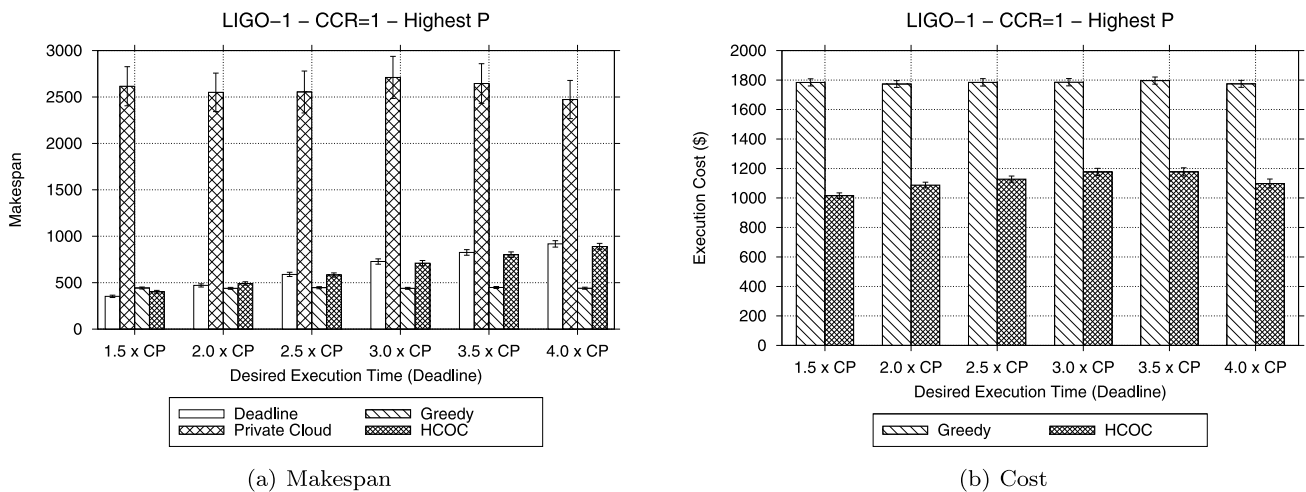 LIGO−1 − CCR=1 − Highest P
3000
2500
2000
1500
1000
500
0
Makespan
1.5 x CP 2.0 x CP 2.5 x CP 3.0 x CP 3.5 x CP 4.0 x CP
Desired Execution Time (Deadline)
Deadline Greedy
Private Cloud HCOC
(a) Makespan
LIGO−1 − CCR=1 − Highest P
2000
1800
1600
1400
1200
1000
800
600
400
200
0
Execution Cost ($)
1.5 x CP 2.0 x CP 2.5 x CP 3.0 x CP 3.5 x CP 4.0 x CP
Desired Execution Time (Deadline)
Greedy HCOC
(b) Cost